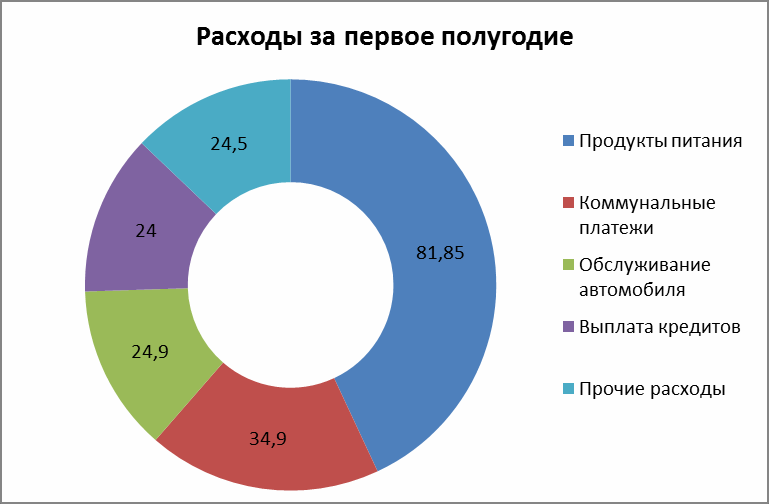 Расходы за первое полугодие
24,5
81,85
24
24,9
34,9
Продукты питания
Коммунальные
платежи
Обслуживание
автомобиля
Выплата кредитов
Прочие расходы